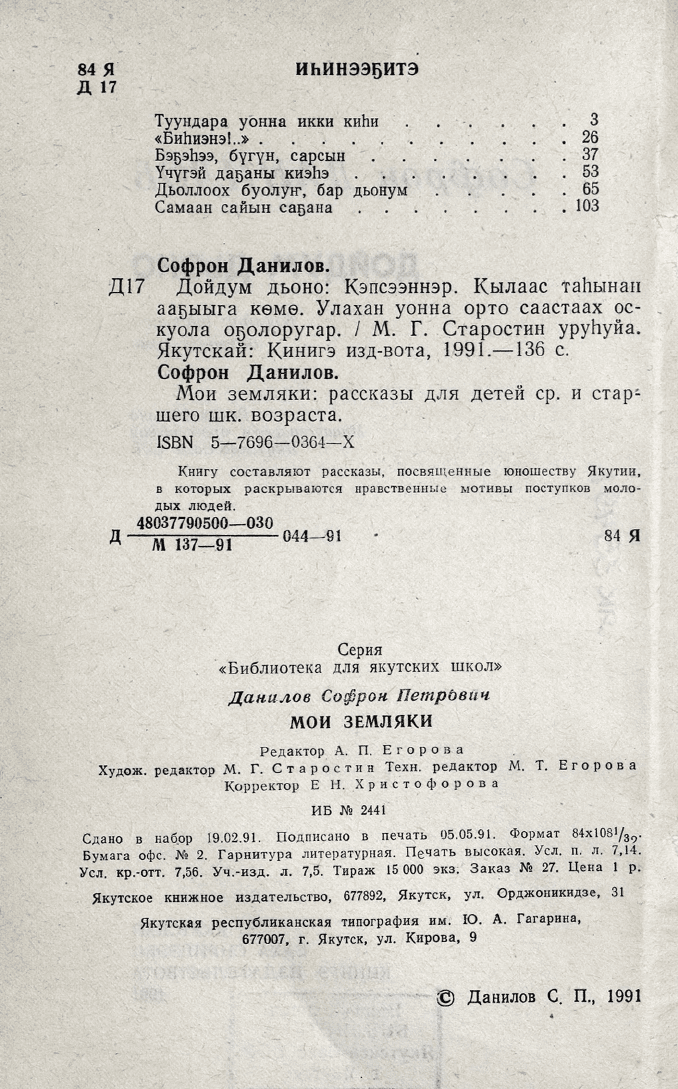 84 Я
Д 17
ИҺИНЭЭҔИТЭ
Туундара уонна икки киһи . . . . . . 3
«Биһиэнэ!..» . . . . . . . . . . . 26
Бэҕэһээ, бүгүн, сарсын . . . . . . . 37
Үчүгэй даҕаны киэһэ . . . . . . . . 53
Дьоллоох буолуҥ, бар дьонум . . . . . 65
Самаан сайын саҕана . . . . . . . . 103
Софрон Данилов.
Д17 Дойдум дьоно: Кэпсээннэр. Кылаас таһынан
ааҕыыга көмө. Улахан уонна орто саастаах ос-
куола оҕолоругар. / М. Г. Старостин уруһуйа.
Якутскай: Кинигэ изд-вота, 1991.—136 с.
Софрон Данилов.
Мои земляки: рассказы для детей ср. и стар-
шего шк. возраста.
ISBN 5—7696—0364—X
Книгу составляют рассказы, посвященные юношеству Якутии,
в которых раскрываются нравственные мотивы поступков моло-
дых людей.
Д 48037790500—030 / М 137—91 044—91 84 Я
Серия
«Библиотека для якутских школ»
Данилов Софрон Петрович
МОИ ЗЕМЛЯКИ
Редактор А. П. Егорова
Худож. редактор М. Г. Старостин Техн. редактор М. Т. Егорова
Корректор Е Н. Христофорова
ИБ № 2441
Сдано в набор 19.02.91. Подписано в печать 05.05.91. Формат 84х108¹/₃₂.
Бумага офс. № 2. Гарнитура литературная. Печать высокая. Усл. п. л. 7,14.
Усл. кр.-отт. 7,56. Уч.-изд. л. 7,5. Тираж 15 000 экз. Заказ № 27. Цена 1 р.
Якутское книжное издательство, 677892, Якутск, ул. Орджоникидзе, 31
Якутская республиканская типография им. Ю. А. Гагарина,
677007, г. Якутск, ул. Кирова, 9
© Данилов С. П., 1991